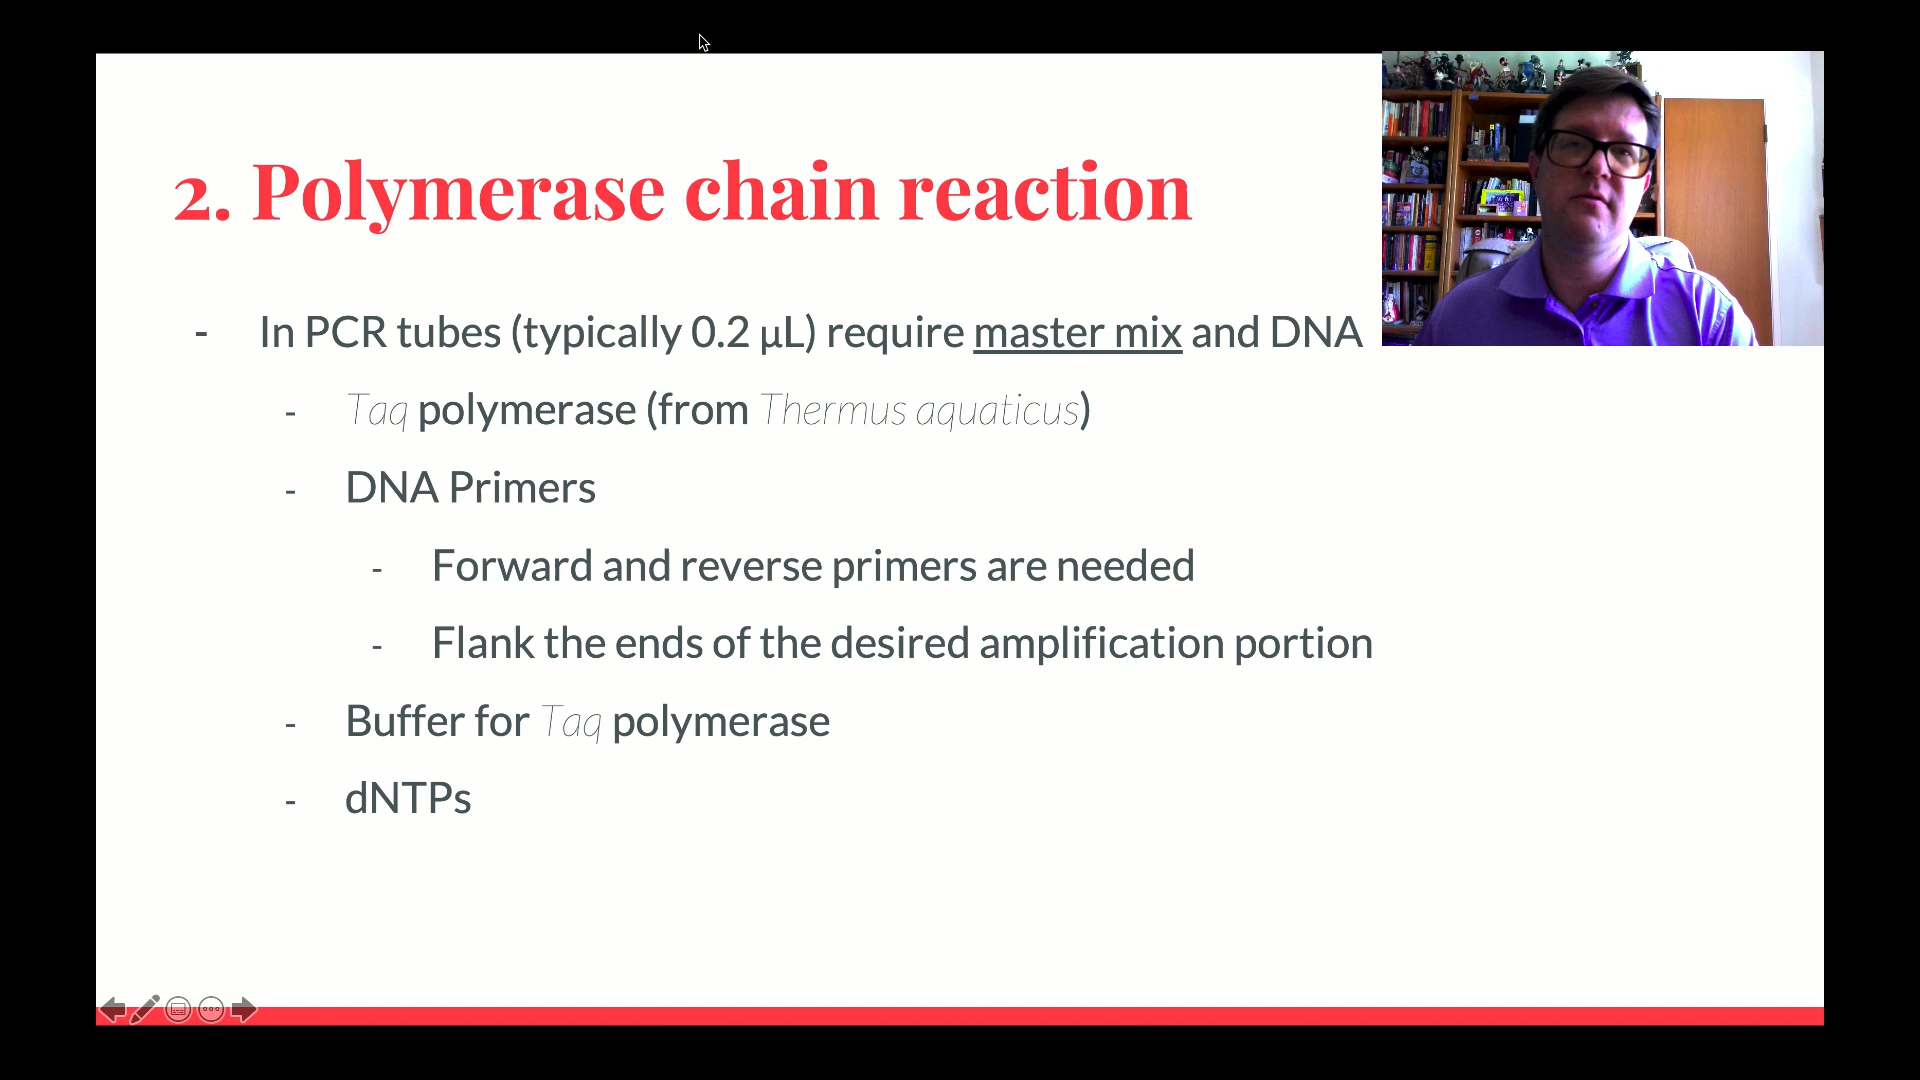 2. Polymerase chain reaction
- In PCR tubes (typically 0.2 µL) require master mix and DNA
- Taq polymerase (from Thermus aquaticus)
- DNA Primers
- Forward and reverse primers are needed
- Flank the ends of the desired amplification portion
- Buffer for Taq polymerase
- dNTPs